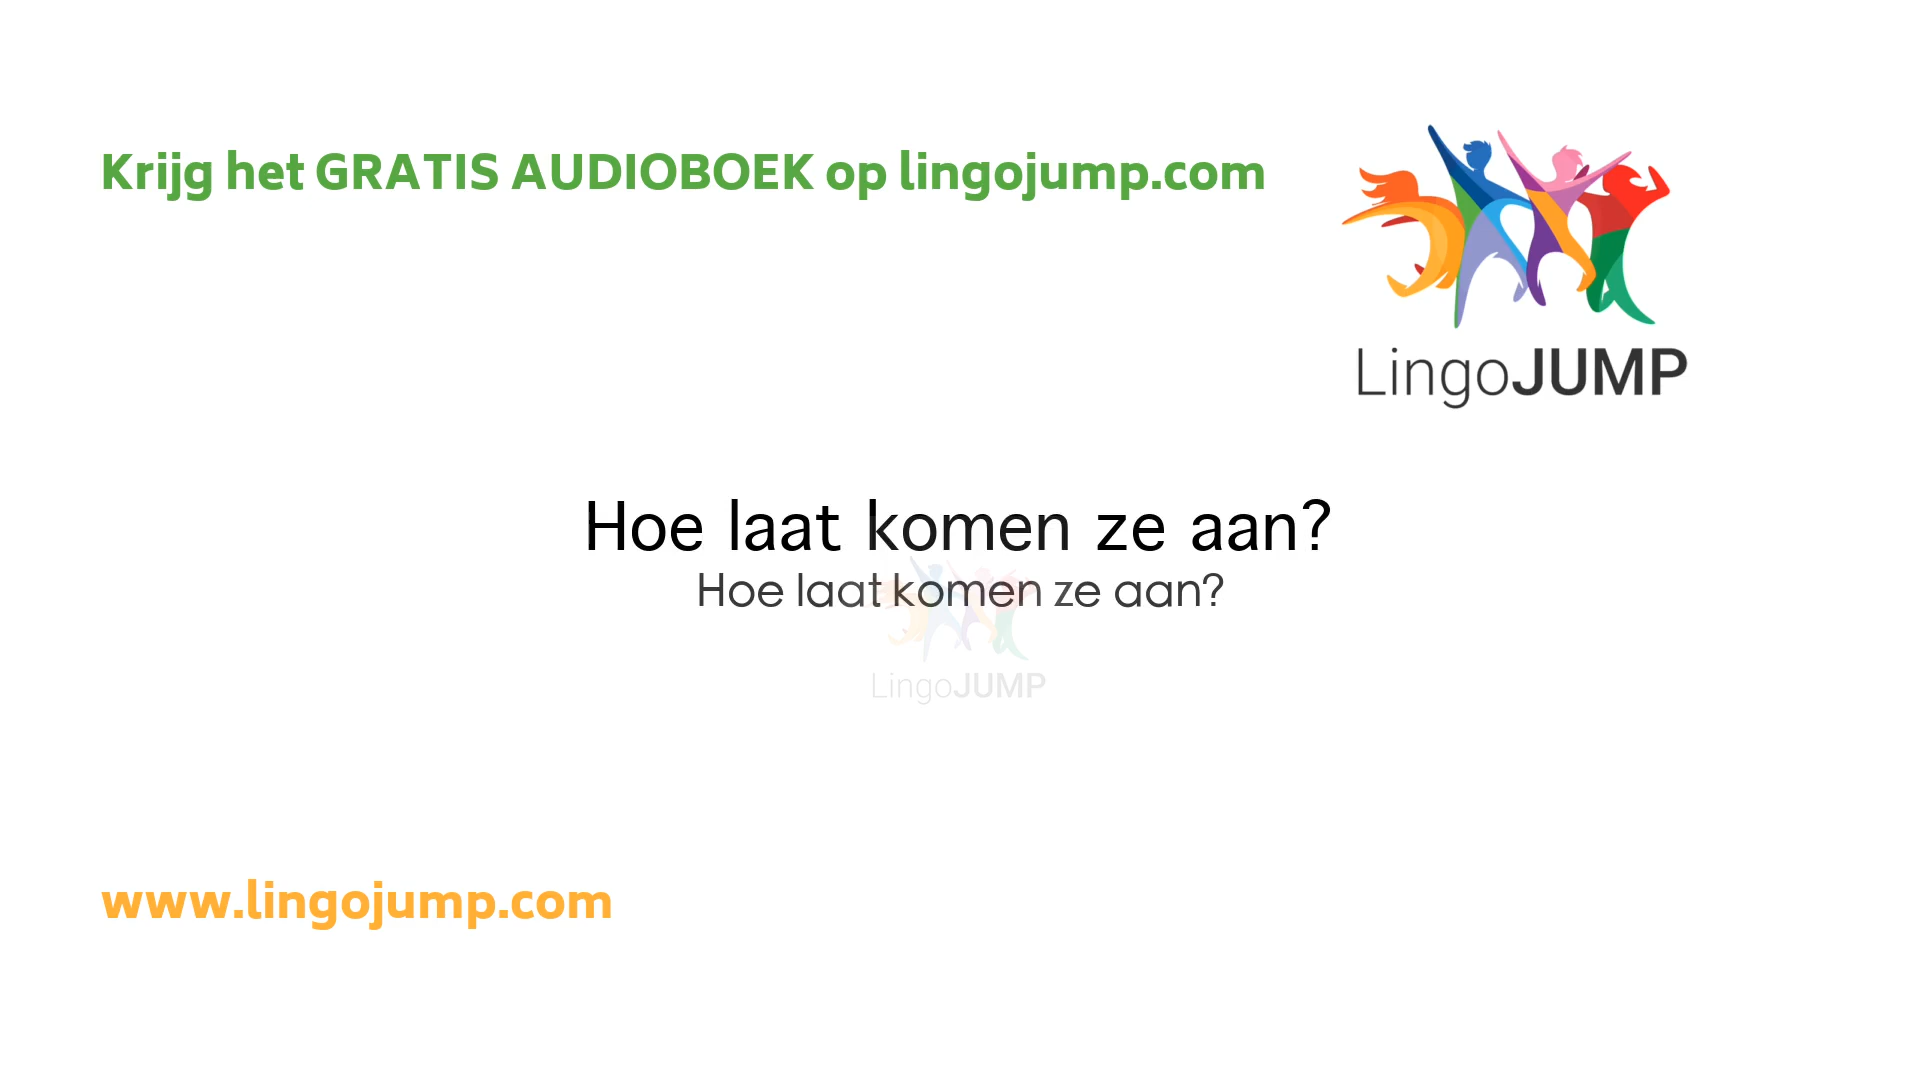 Krijg het GRATIS AUDIOBOEK op lingojump.com
LingoJUMP
Hoe laat komen ze aan?
Hoe laat komen ze aan?
LingoJUMP
www.lingojump.com